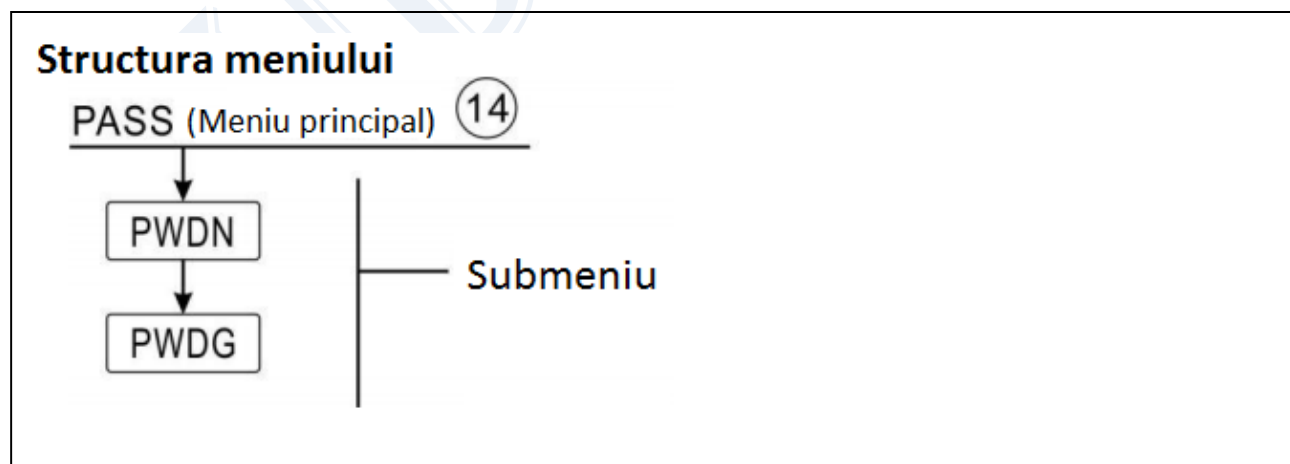 Structura meniului
PASS (Meniu principal) 14
PWDN
Submeniu
PWDG